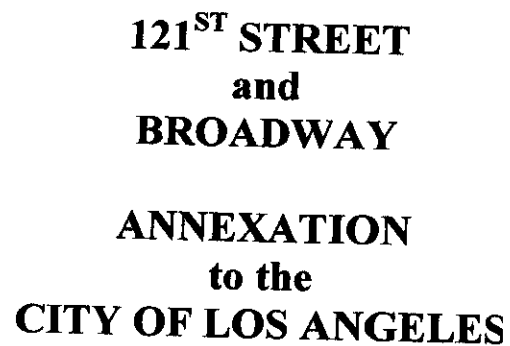 121ST STREET
and
BROADWAY
ANNEXATION
to the
CITY OF LOS ANGELES